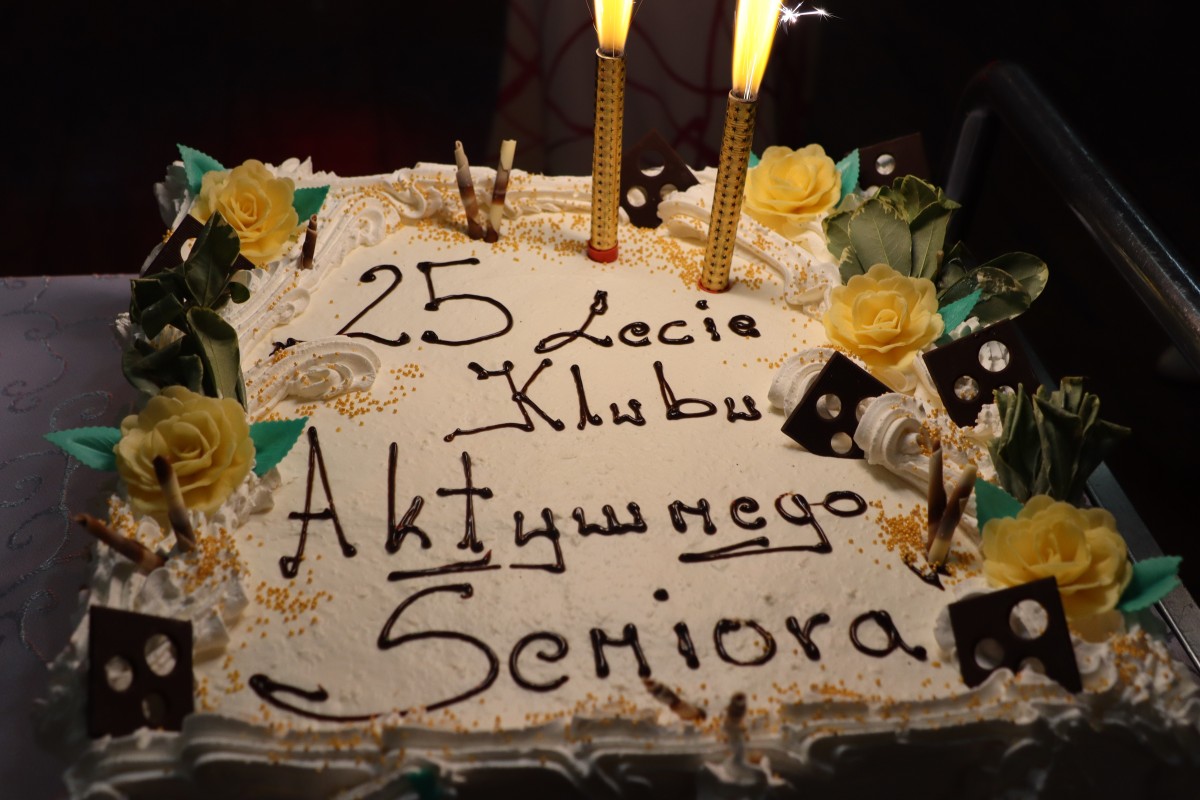 25 Lecie
Klubu
Aktywnego
Seniora